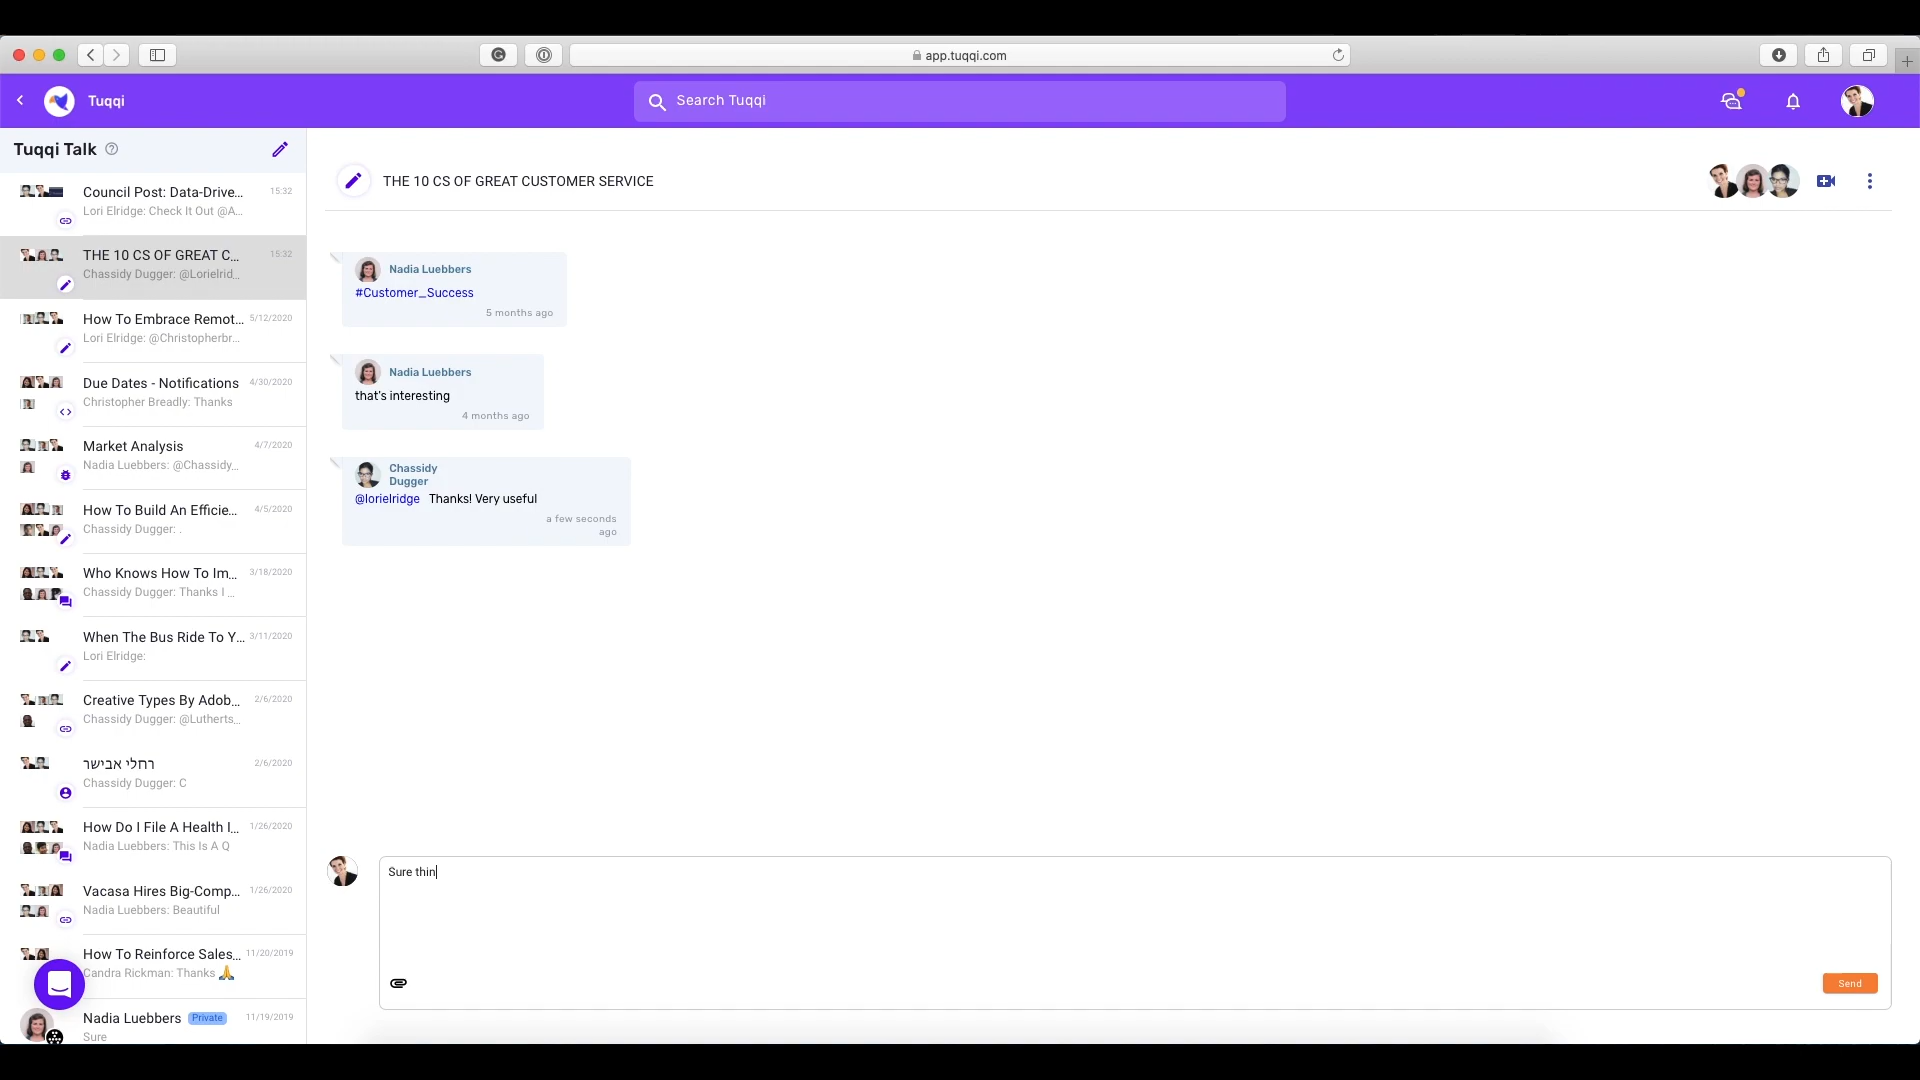 app.tuqqi.com
Tuqqi
Search Tuqqi
Tuqqi Talk
Council Post: Data-Drive...
15:32
Lori Elridge: Check It Out @A...
THE 10 CS OF GREAT C...
15:32
Chassidy Dugger: @Lorielrid...
How To Embrace Remot...
5/12/2020
Lori Elridge: @Christopherbr...
Due Dates - Notifications
4/30/2020
Christopher Breadly: Thanks
Market Analysis
4/7/2020
Nadia Luebbers: @Chassidy...
How To Build An Efficie...
4/5/2020
Chassidy Dugger: .
Who Knows How To Im...
3/18/2020
Chassidy Dugger: Thanks I ...
When The Bus Ride To Y...
3/11/2020
Lori Elridge:
Creative Types By Adob...
2/6/2020
Chassidy Dugger: @Lutherts...
רחלי אבישר
2/6/2020
Chassidy Dugger: C
How Do I File A Health I...
1/26/2020
Nadia Luebbers: This Is A Q
Vacasa Hires Big-Comp...
1/26/2020
Nadia Luebbers: Beautiful
How To Reinforce Sales...
11/20/2019
Candra Rickman: Thanks 🙏
Nadia Luebbers Private
11/19/2019
Sure
THE 10 CS OF GREAT CUSTOMER SERVICE
Nadia Luebbers
#Customer_Success
5 months ago
Nadia Luebbers
that's interesting
4 months ago
Chassidy
Dugger
@lorielridge Thanks! Very useful
a few seconds
ago
Sure thin
Send